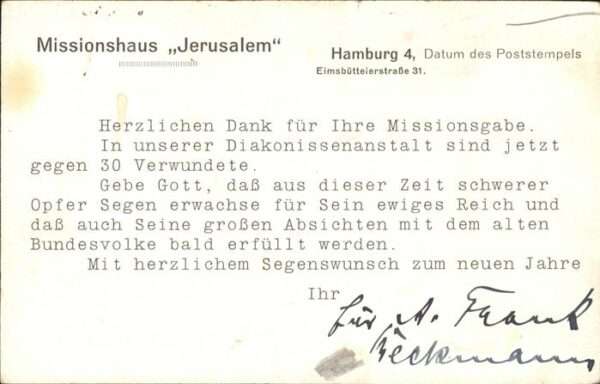 Missionshaus „Jerusalem“
Hamburg 4, Datum des Poststempels
Eimsbütteierstraße 31.
Herzlichen Dank für Ihre Missionsgabe.
In unserer Diakonissenanstalt sind jetzt
gegen 30 Verwundete.
Gebe Gott, daß aus dieser Zeit schwerer
Opfer Segen erwachse für Sein ewiges Reich und
daß auch Seine großen Absichten mit dem alten
Bundesvolke bald erfüllt werden.
Mit herzlichem Segenswunsch zum neuen Jahre
Ihr
für A. Frank
Beckmann